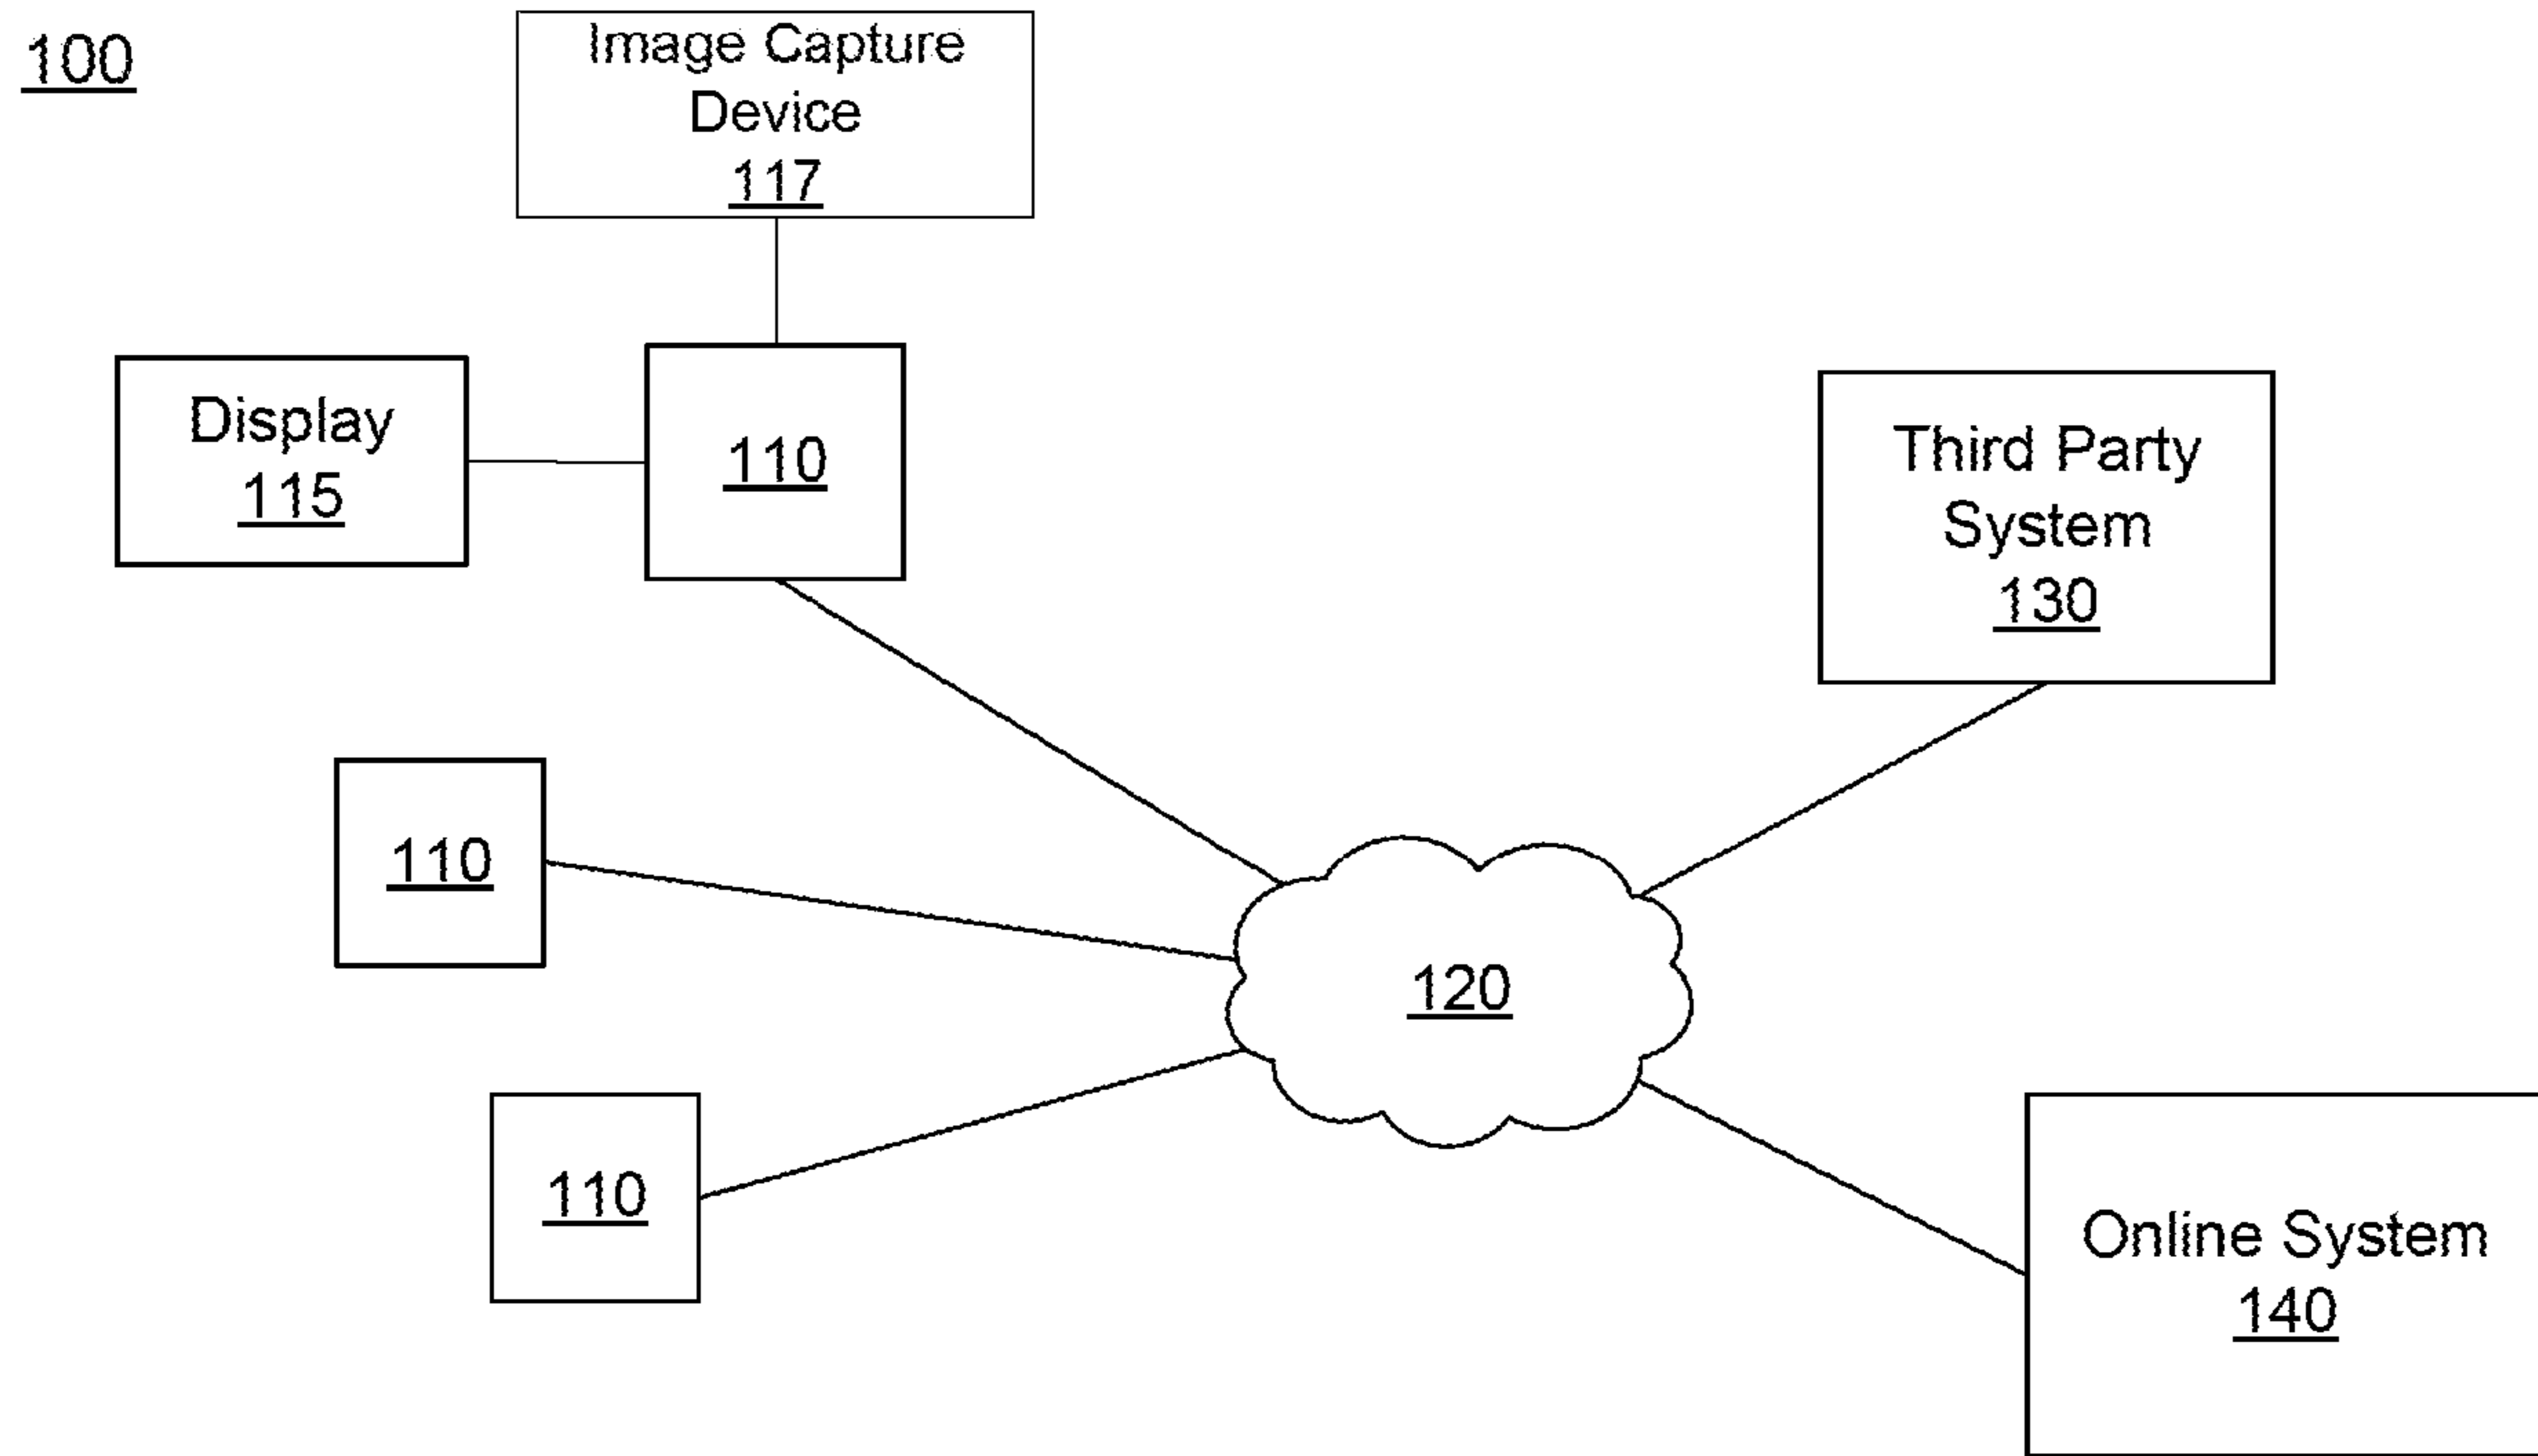 100
Image Capture
Device
117
Display
115
110
Third Party
System
130
110
120
110
Online System
140